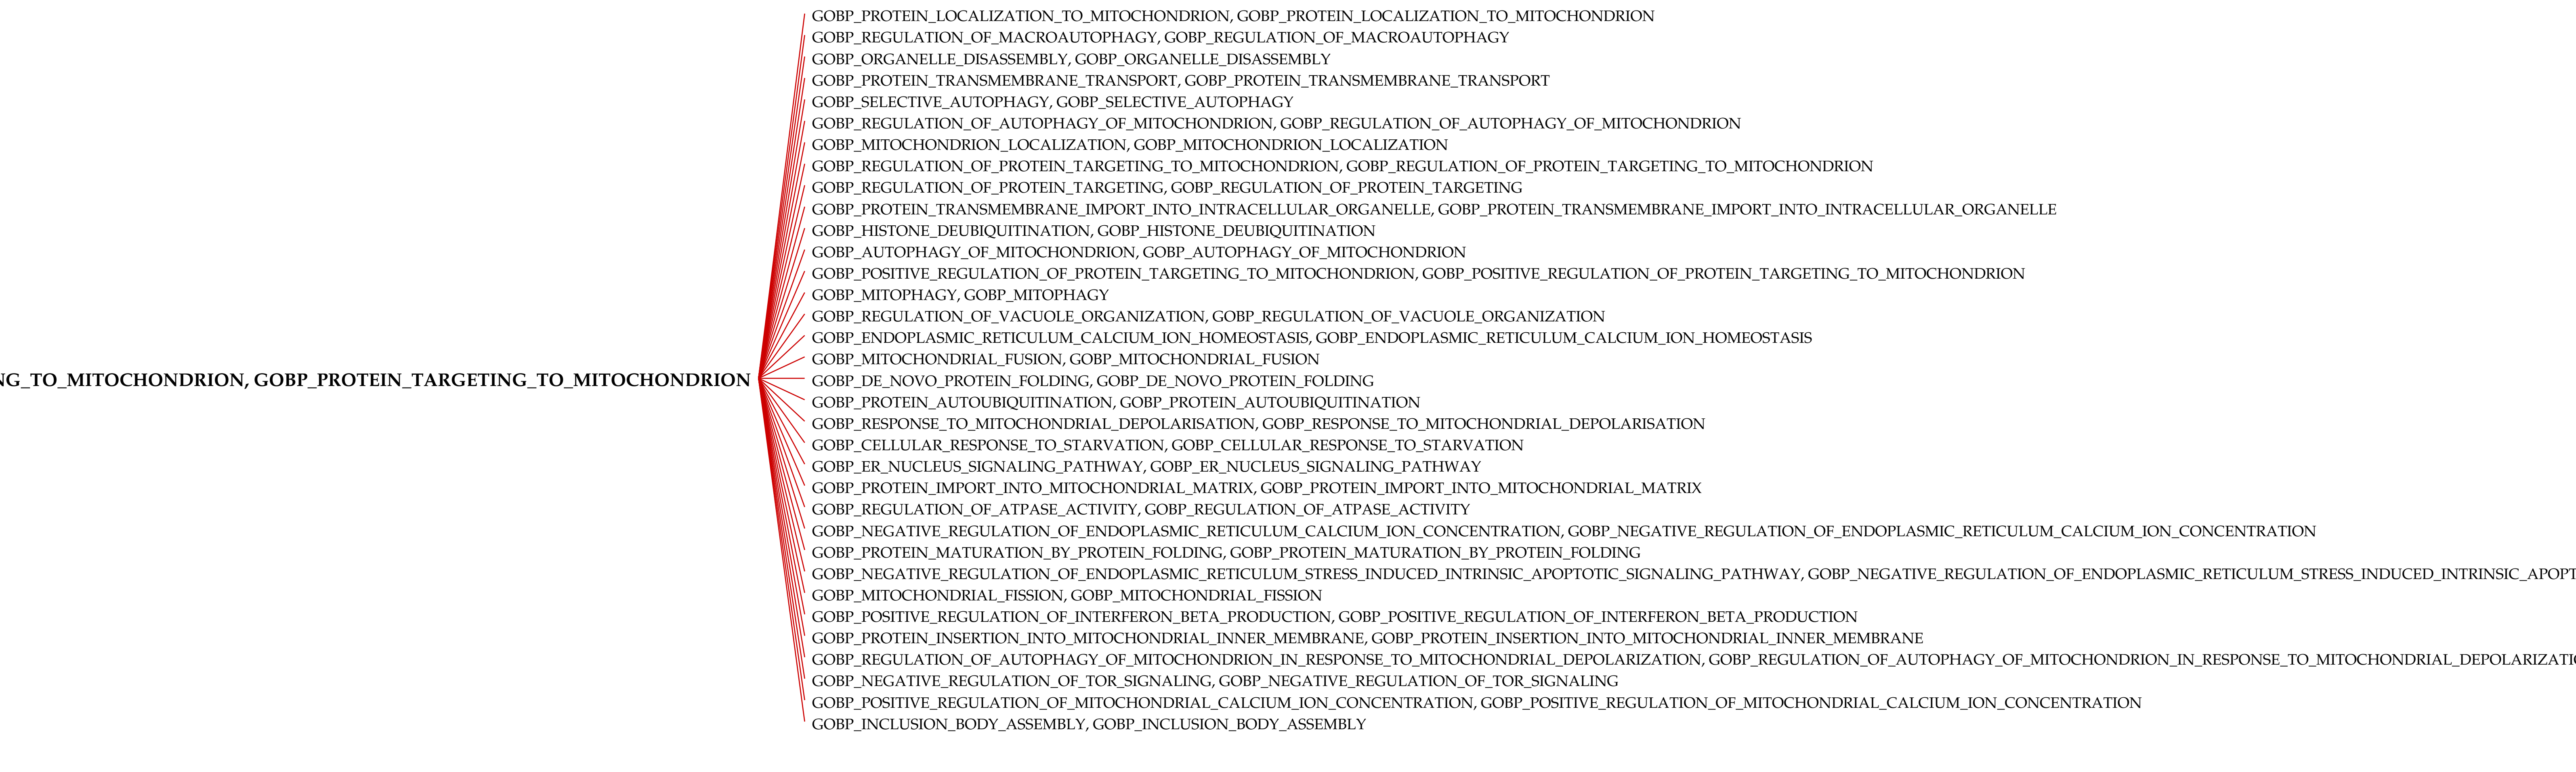 GOBP_PROTEIN_LOCALIZATION_TO_MITOCHONDRION, GOBP_PROTEIN_LOCALIZATION_TO_MITOCHONDRION
GOBP_REGULATION_OF_MACROAUTOPHAGY, GOBP_REGULATION_OF_MACROAUTOPHAGY
GOBP_ORGANELLE_DISASSEMBLY, GOBP_ORGANELLE_DISASSEMBLY
GOBP_PROTEIN_TRANSMEMBRANE_TRANSPORT, GOBP_PROTEIN_TRANSMEMBRANE_TRANSPORT
GOBP_SELECTIVE_AUTOPHAGY, GOBP_SELECTIVE_AUTOPHAGY
GOBP_REGULATION_OF_AUTOPHAGY_OF_MITOCHONDRION, GOBP_REGULATION_OF_AUTOPHAGY_OF_MITOCHONDRION
GOBP_MITOCHONDRION_LOCALIZATION, GOBP_MITOCHONDRION_LOCALIZATION
GOBP_REGULATION_OF_PROTEIN_TARGETING_TO_MITOCHONDRION, GOBP_REGULATION_OF_PROTEIN_TARGETING_TO_MITOCHONDRION
GOBP_REGULATION_OF_PROTEIN_TARGETING, GOBP_REGULATION_OF_PROTEIN_TARGETING
GOBP_PROTEIN_TRANSMEMBRANE_IMPORT_INTO_INTRACELLULAR_ORGANELLE, GOBP_PROTEIN_TRANSMEMBRANE_IMPORT_INTO_INTRACELLULAR_ORGANELLE
GOBP_HISTONE_DEUBIQUITINATION, GOBP_HISTONE_DEUBIQUITINATION
GOBP_AUTOPHAGY_OF_MITOCHONDRION, GOBP_AUTOPHAGY_OF_MITOCHONDRION
GOBP_POSITIVE_REGULATION_OF_PROTEIN_TARGETING_TO_MITOCHONDRION, GOBP_POSITIVE_REGULATION_OF_PROTEIN_TARGETING_TO_MITOCHONDRION
GOBP_MITOPHAGY, GOBP_MITOPHAGY
GOBP_REGULATION_OF_VACUOLE_ORGANIZATION, GOBP_REGULATION_OF_VACUOLE_ORGANIZATION
GOBP_ENDOPLASMIC_RETICULUM_CALCIUM_ION_HOMEOSTASIS, GOBP_ENDOPLASMIC_RETICULUM_CALCIUM_ION_HOMEOSTASIS
GOBP_MITOCHONDRIAL_FUSION, GOBP_MITOCHONDRIAL_FUSION
NG_TO_MITOCHONDRION, GOBP_PROTEIN_TARGETING_TO_MITOCHONDRION
GOBP_DE_NOVO_PROTEIN_FOLDING, GOBP_DE_NOVO_PROTEIN_FOLDING
GOBP_PROTEIN_AUTOUBIQUITINATION, GOBP_PROTEIN_AUTOUBIQUITINATION
GOBP_RESPONSE_TO_MITOCHONDRIAL_DEPOLARISATION, GOBP_RESPONSE_TO_MITOCHONDRIAL_DEPOLARISATION
GOBP_CELLULAR_RESPONSE_TO_STARVATION, GOBP_CELLULAR_RESPONSE_TO_STARVATION
GOBP_ER_NUCLEUS_SIGNALING_PATHWAY, GOBP_ER_NUCLEUS_SIGNALING_PATHWAY
GOBP_PROTEIN_IMPORT_INTO_MITOCHONDRIAL_MATRIX, GOBP_PROTEIN_IMPORT_INTO_MITOCHONDRIAL_MATRIX
GOBP_REGULATION_OF_ATPASE_ACTIVITY, GOBP_REGULATION_OF_ATPASE_ACTIVITY
GOBP_NEGATIVE_REGULATION_OF_ENDOPLASMIC_RETICULUM_CALCIUM_ION_CONCENTRATION, GOBP_NEGATIVE_REGULATION_OF_ENDOPLASMIC_RETICULUM_CALCIUM_ION_CONCENTRATION
GOBP_PROTEIN_MATURATION_BY_PROTEIN_FOLDING, GOBP_PROTEIN_MATURATION_BY_PROTEIN_FOLDING
GOBP_NEGATIVE_REGULATION_OF_ENDOPLASMIC_RETICULUM_STRESS_INDUCED_INTRINSIC_APOPTOTIC_SIGNALING_PATHWAY, GOBP_NEGATIVE_REGULATION_OF_ENDOPLASMIC_RETICULUM_STRESS_INDUCED_INTRINSIC_APOPT
GOBP_MITOCHONDRIAL_FISSION, GOBP_MITOCHONDRIAL_FISSION
GOBP_POSITIVE_REGULATION_OF_INTERFERON_BETA_PRODUCTION, GOBP_POSITIVE_REGULATION_OF_INTERFERON_BETA_PRODUCTION
GOBP_PROTEIN_INSERTION_INTO_MITOCHONDRIAL_INNER_MEMBRANE, GOBP_PROTEIN_INSERTION_INTO_MITOCHONDRIAL_INNER_MEMBRANE
GOBP_REGULATION_OF_AUTOPHAGY_OF_MITOCHONDRION_IN_RESPONSE_TO_MITOCHONDRIAL_DEPOLARIZATION, GOBP_REGULATION_OF_AUTOPHAGY_OF_MITOCHONDRION_IN_RESPONSE_TO_MITOCHONDRIAL_DEPOLARIZATI
GOBP_NEGATIVE_REGULATION_OF_TOR_SIGNALING, GOBP_NEGATIVE_REGULATION_OF_TOR_SIGNALING
GOBP_POSITIVE_REGULATION_OF_MITOCHONDRIAL_CALCIUM_ION_CONCENTRATION, GOBP_POSITIVE_REGULATION_OF_MITOCHONDRIAL_CALCIUM_ION_CONCENTRATION
GOBP_INCLUSION_BODY_ASSEMBLY, GOBP_INCLUSION_BODY_ASSEMBLY